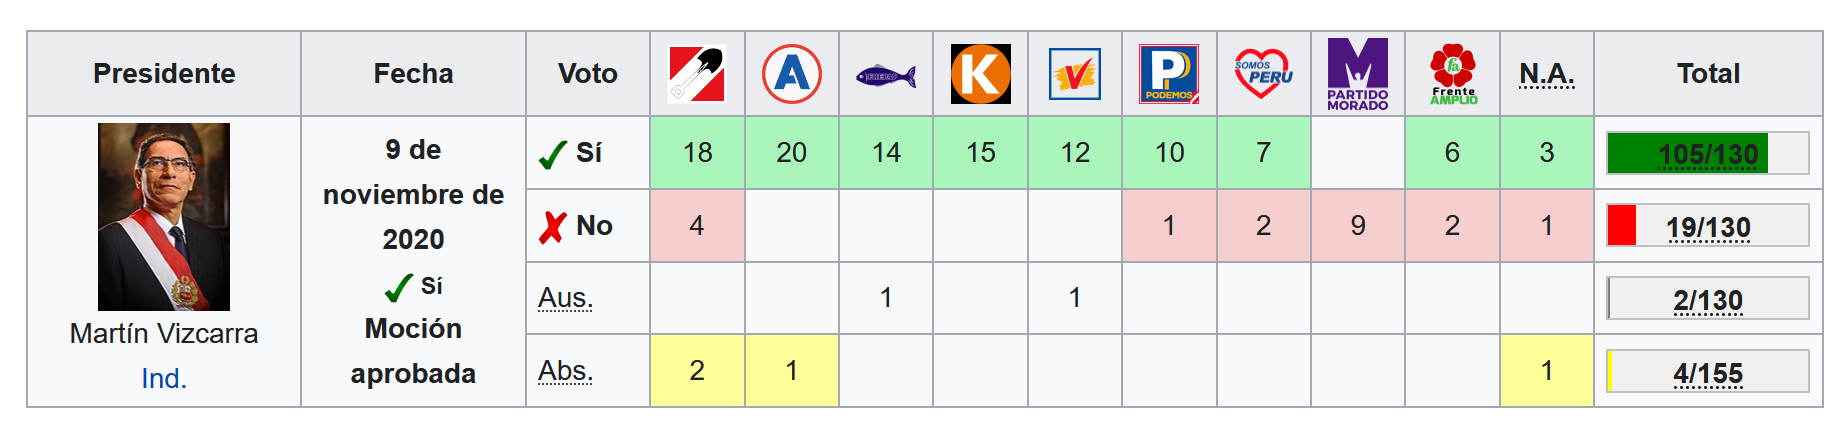 Presidente Fecha Voto A FREPAP K V P PODEMOS SOMOS PERU M PARTIDO MORADO fa Frente AMPLIO N.A. Total
Martín Vizcarra
Ind.
9 de
noviembre de
2020
Sí
Moción
aprobada
Sí 18 20 14 15 12 10 7 6 3 105/130
No 4 1 2 9 2 1 19/130
Aus. 1 1 2/130
Abs. 2 1 1 4/155